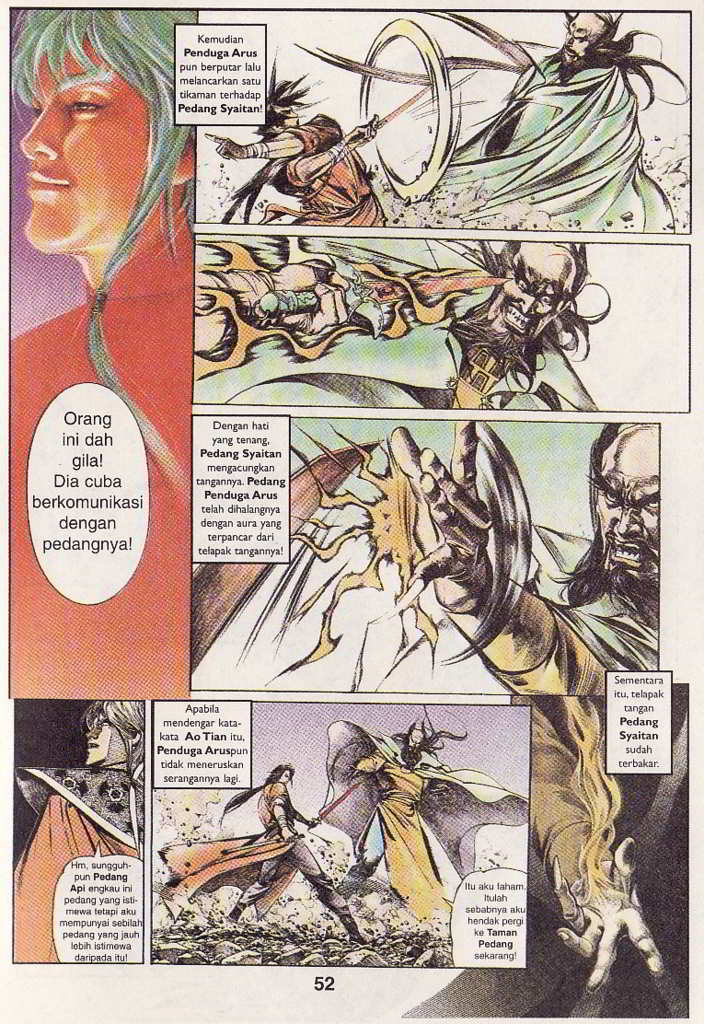 Kemudian
Penduga Arus
pun berputar lalu
melancarkan satu
tikaman terhadap
Pedang Syaitan!
Orang
ini dah
gila!
Dia cuba
berkomunikasi
dengan
pedangnya!
Dengan hati
yang tenang,
Pedang Syaitan
mengacungkan
tangannya. Pedang
Penduga Arus
telah dihalangnya
dengan aura yang
terpancar dari
telapak tangannya!
Sementara
itu, telapak
tangan
Pedang
Syaitan
sudah
terbakar.
Apabila
mendengar kata-
kata Ao Tian itu,
Penduga Aruspun
tidak meneruskan
serangannya lagi.
Hm, sungguh-
pun Pedang
Api engkau ini
pedang yang isti-
mewa tetapi aku
mempunyai sebilah
pedang yang jauh
lebih istimewa
daripada itu!
Itu aku faham.
Itulah
sebabnya aku
hendak pergi
ke Taman
Pedang
sekarang!
52